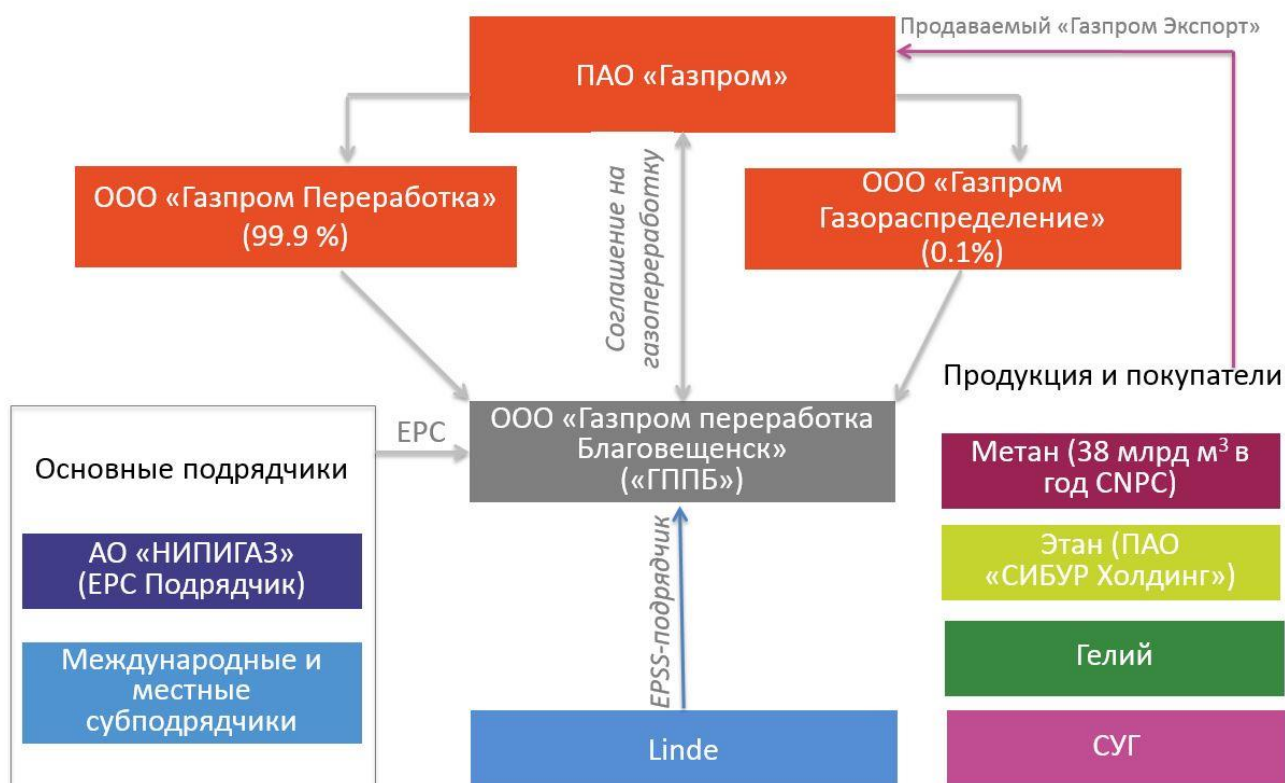 Продаваемый «Газпром Экспорт»
ПАО «Газпром»
ООО «Газпром Переработка»
(99.9 %)
Соглашение на
газопереработку
ООО «Газпром
Газораспределение»
(0.1%)
Продукция и покупатели
Основные подрядчики
EPC
ООО «Газпром переработка
Благовещенск»
(«ГППБ»)
Метан (38 млрд м³ в
год CNPC)
АО «НИПИГАЗ»
(EPC Подрядчик)
EPSS-подрядчик
Этан (ПАО
«СИБУР Холдинг»)
Международные и
местные
субподрядчики
Гелий
Linde
СУГ